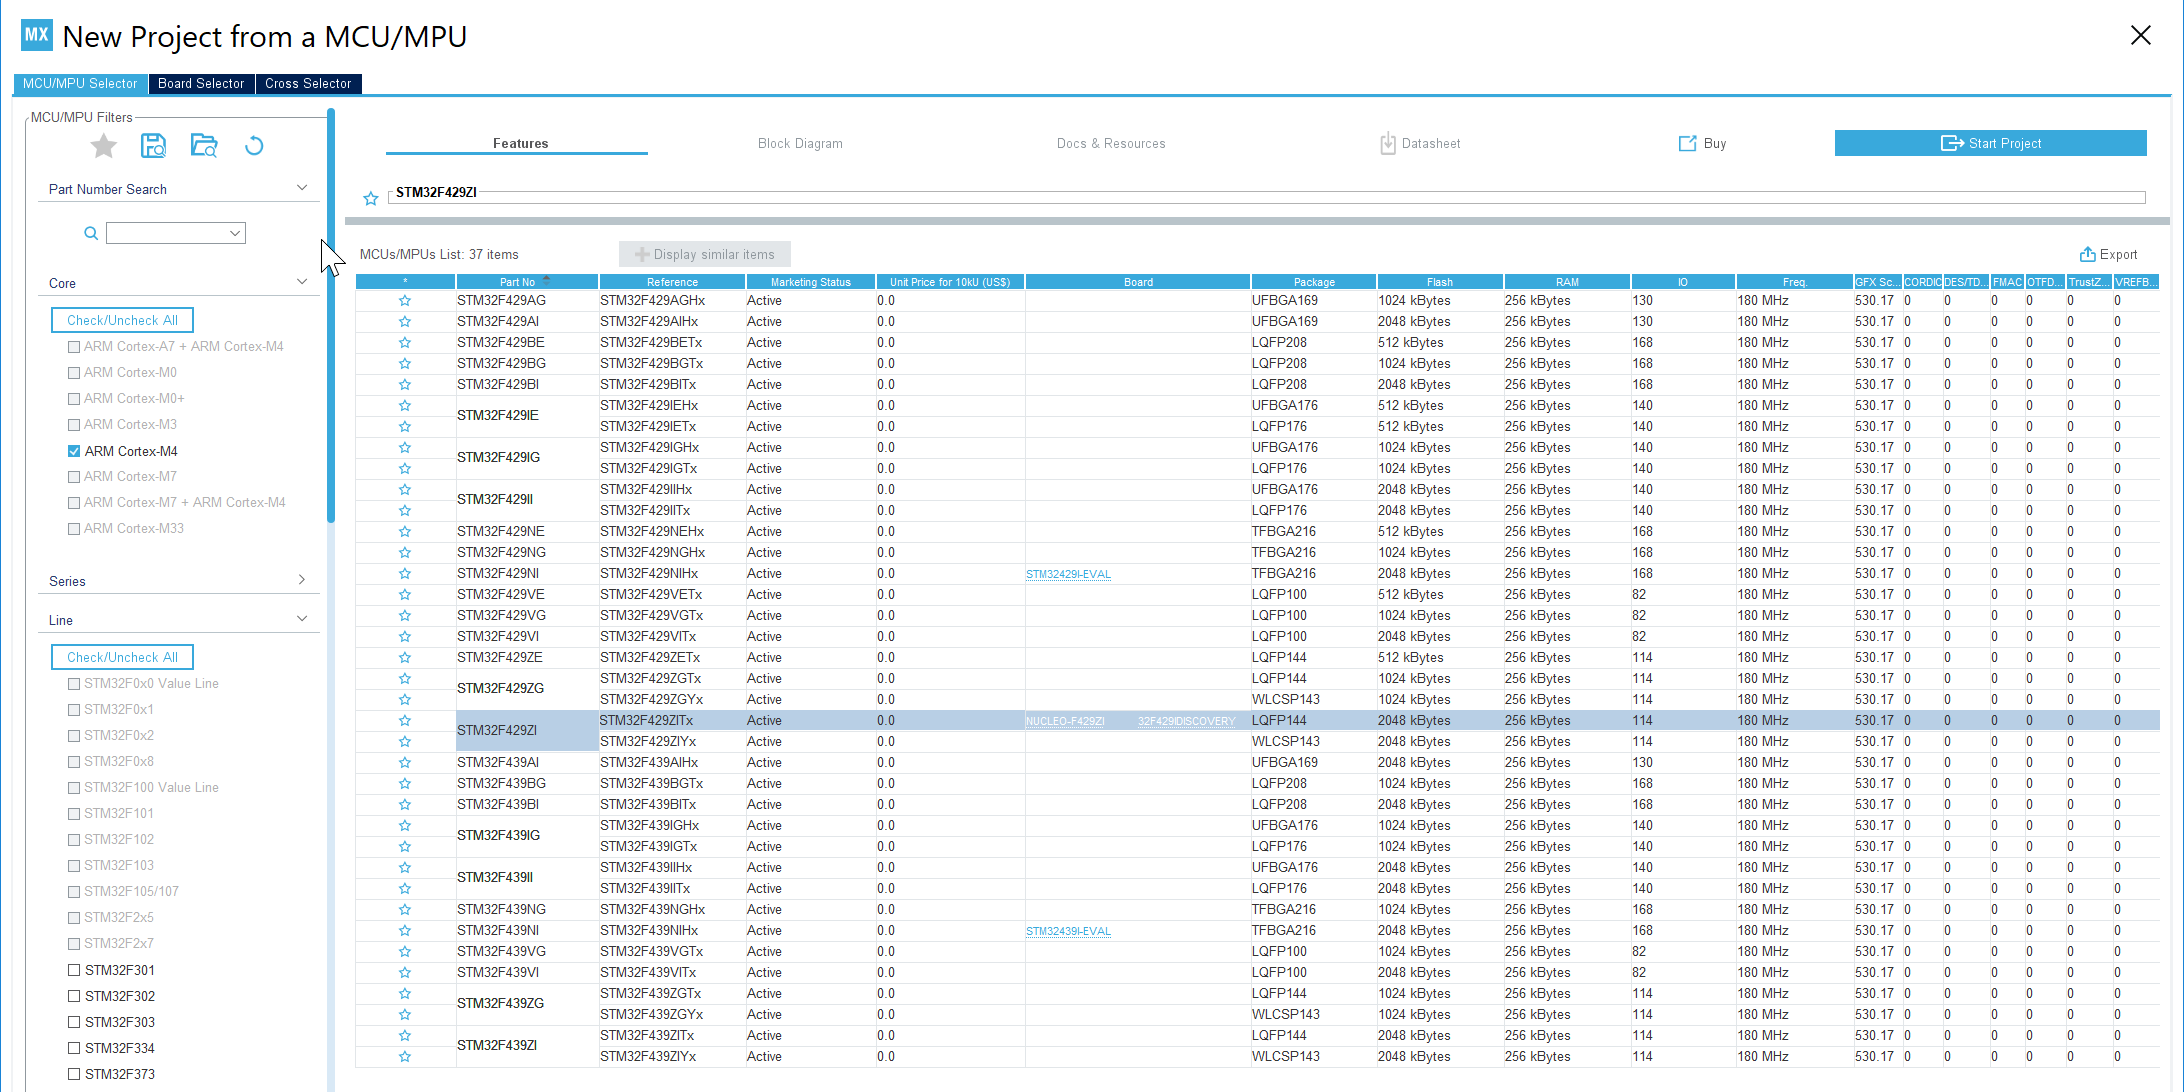 MX New Project from a MCU/MPU
MCU/MPU Selector Board Selector Cross Selector
MCU/MPU Filters
Part Number Search
Core
Check/Uncheck All
ARM Cortex-A7 + ARM Cortex-M4
ARM Cortex-M0
ARM Cortex-M0+
ARM Cortex-M3
ARM Cortex-M4
ARM Cortex-M7
ARM Cortex-M7 + ARM Cortex-M4
ARM Cortex-M33
Series
Line
Check/Uncheck All
STM32F0x0 Value Line
STM32F0x1
STM32F0x2
STM32F0x8
STM32F100 Value Line
STM32F101
STM32F102
STM32F103
STM32F105/107
STM32F2x5
STM32F2x7
STM32F301
STM32F302
STM32F303
STM32F334
STM32F373
Features Block Diagram Docs & Resources Datasheet Buy Start Project
STM32F429ZI
MCUs/MPUs List: 37 items Display similar items Export
* Part No Reference Marketing Status Unit Price for 10kU (US$) Board Package Flash RAM IO Freq. GFX Sc... CORDIC DES/TD... FMAC OTFD... TrustZ... VREFB...
STM32F429AG STM32F429AGHx Active 0.0 UFBGA169 1024 kBytes 256 kBytes 130 180 MHz 530.17 0 0 0 0 0 0
STM32F429AI STM32F429AIHx Active 0.0 UFBGA169 2048 kBytes 256 kBytes 130 180 MHz 530.17 0 0 0 0 0 0
STM32F429BE STM32F429BETx Active 0.0 LQFP208 512 kBytes 256 kBytes 168 180 MHz 530.17 0 0 0 0 0 0
STM32F429BG STM32F429BGTx Active 0.0 LQFP208 1024 kBytes 256 kBytes 168 180 MHz 530.17 0 0 0 0 0 0
STM32F429BI STM32F429BITx Active 0.0 LQFP208 2048 kBytes 256 kBytes 168 180 MHz 530.17 0 0 0 0 0 0
STM32F429IE STM32F429IEHx Active 0.0 UFBGA176 512 kBytes 256 kBytes 140 180 MHz 530.17 0 0 0 0 0 0
STM32F429IETx Active 0.0 LQFP176 512 kBytes 256 kBytes 140 180 MHz 530.17 0 0 0 0 0 0
STM32F429IG STM32F429IGHx Active 0.0 UFBGA176 1024 kBytes 256 kBytes 140 180 MHz 530.17 0 0 0 0 0 0
STM32F429IGTx Active 0.0 LQFP176 1024 kBytes 256 kBytes 140 180 MHz 530.17 0 0 0 0 0 0
STM32F429II STM32F429IIHx Active 0.0 UFBGA176 2048 kBytes 256 kBytes 140 180 MHz 530.17 0 0 0 0 0 0
STM32F429IITx Active 0.0 LQFP176 2048 kBytes 256 kBytes 140 180 MHz 530.17 0 0 0 0 0 0
STM32F429NE STM32F429NEHx Active 0.0 TFBGA216 512 kBytes 256 kBytes 168 180 MHz 530.17 0 0 0 0 0 0
STM32F429NG STM32F429NGHx Active 0.0 TFBGA216 1024 kBytes 256 kBytes 168 180 MHz 530.17 0 0 0 0 0 0
STM32F429NI STM32F429NIHx Active 0.0 STM32429I-EVAL TFBGA216 2048 kBytes 256 kBytes 168 180 MHz 530.17 0 0 0 0 0 0
STM32F429VE STM32F429VETx Active 0.0 LQFP100 512 kBytes 256 kBytes 82 180 MHz 530.17 0 0 0 0 0 0
STM32F429VG STM32F429VGTx Active 0.0 LQFP100 1024 kBytes 256 kBytes 82 180 MHz 530.17 0 0 0 0 0 0
STM32F429VI STM32F429VITx Active 0.0 LQFP100 2048 kBytes 256 kBytes 82 180 MHz 530.17 0 0 0 0 0 0
STM32F429ZE STM32F429ZETx Active 0.0 LQFP144 512 kBytes 256 kBytes 114 180 MHz 530.17 0 0 0 0 0 0
STM32F429ZG STM32F429ZGTx Active 0.0 LQFP144 1024 kBytes 256 kBytes 114 180 MHz 530.17 0 0 0 0 0 0
STM32F429ZGYx Active 0.0 WLCSP143 1024 kBytes 256 kBytes 114 180 MHz 530.17 0 0 0 0 0 0
STM32F429ZI STM32F429ZITx Active 0.0 NUCLEO-F429ZI 32F429IDISCOVERY LQFP144 2048 kBytes 256 kBytes 114 180 MHz 530.17 0 0 0 0 0 0
STM32F429ZIYx Active 0.0 WLCSP143 2048 kBytes 256 kBytes 114 180 MHz 530.17 0 0 0 0 0 0
STM32F439AI STM32F439AIHx Active 0.0 UFBGA169 2048 kBytes 256 kBytes 130 180 MHz 530.17 0 0 0 0 0 0
STM32F439BG STM32F439BGTx Active 0.0 LQFP208 1024 kBytes 256 kBytes 168 180 MHz 530.17 0 0 0 0 0 0
STM32F439BI STM32F439BITx Active 0.0 LQFP208 2048 kBytes 256 kBytes 168 180 MHz 530.17 0 0 0 0 0 0
STM32F439IG STM32F439IGHx Active 0.0 UFBGA176 1024 kBytes 256 kBytes 140 180 MHz 530.17 0 0 0 0 0 0
STM32F439IGTx Active 0.0 LQFP176 1024 kBytes 256 kBytes 140 180 MHz 530.17 0 0 0 0 0 0
STM32F439II STM32F439IIHx Active 0.0 UFBGA176 2048 kBytes 256 kBytes 140 180 MHz 530.17 0 0 0 0 0 0
STM32F439IITx Active 0.0 LQFP176 2048 kBytes 256 kBytes 140 180 MHz 530.17 0 0 0 0 0 0
STM32F439NG STM32F439NGHx Active 0.0 TFBGA216 1024 kBytes 256 kBytes 168 180 MHz 530.17 0 0 0 0 0 0
STM32F439NI STM32F439NIHx Active 0.0 STM32439I-EVAL TFBGA216 2048 kBytes 256 kBytes 168 180 MHz 530.17 0 0 0 0 0 0
STM32F439VG STM32F439VGTx Active 0.0 LQFP100 1024 kBytes 256 kBytes 82 180 MHz 530.17 0 0 0 0 0 0
STM32F439VI STM32F439VITx Active 0.0 LQFP100 2048 kBytes 256 kBytes 82 180 MHz 530.17 0 0 0 0 0 0
STM32F439ZG STM32F439ZGTx Active 0.0 LQFP144 1024 kBytes 256 kBytes 114 180 MHz 530.17 0 0 0 0 0 0
STM32F439ZGYx Active 0.0 WLCSP143 1024 kBytes 256 kBytes 114 180 MHz 530.17 0 0 0 0 0 0
STM32F439ZI STM32F439ZITx Active 0.0 LQFP144 2048 kBytes 256 kBytes 114 180 MHz 530.17 0 0 0 0 0 0
STM32F439ZIYx Active 0.0 WLCSP143 2048 kBytes 256 kBytes 114 180 MHz 530.17 0 0 0 0 0 0